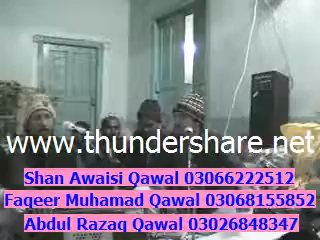 www.thundershare.net
Shan Awaisi Qawal 03066222512
Faqeer Muhamad Qawal 03068155852
Abdul Razaq Qawal 03026848347